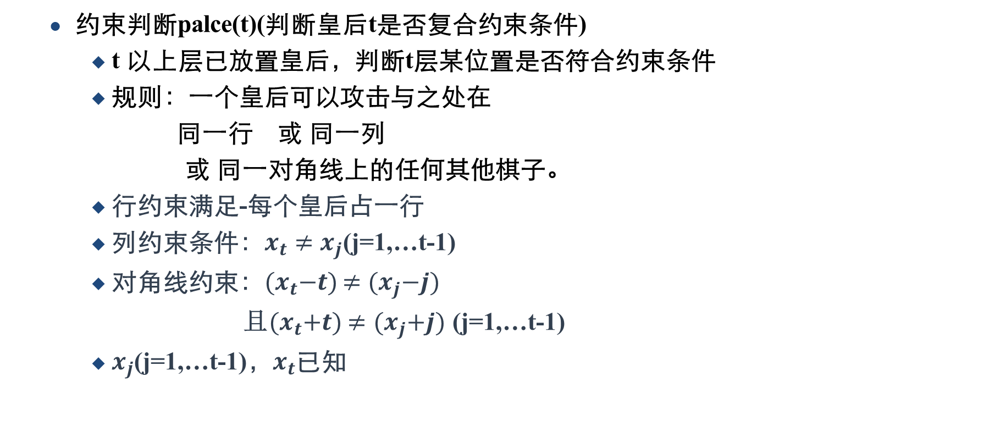 • 约束判断palce(t)(判断皇后t是否复合约束条件)
◆ t 以上层已放置皇后，判断t层某位置是否符合约束条件
◆ 规则：一个皇后可以攻击与之处在
同一行 或 同一列
或 同一对角线上的任何其他棋子。
◆ 行约束满足-每个皇后占一行
◆ 列约束条件：x_t ≠ x_j(j=1,…t-1)
◆ 对角线约束：(x_t−t) ≠ (x_j−j)
且(x_t+t) ≠ (x_j+j) (j=1,…t-1)
◆ x_j(j=1,…t-1)，x_t已知